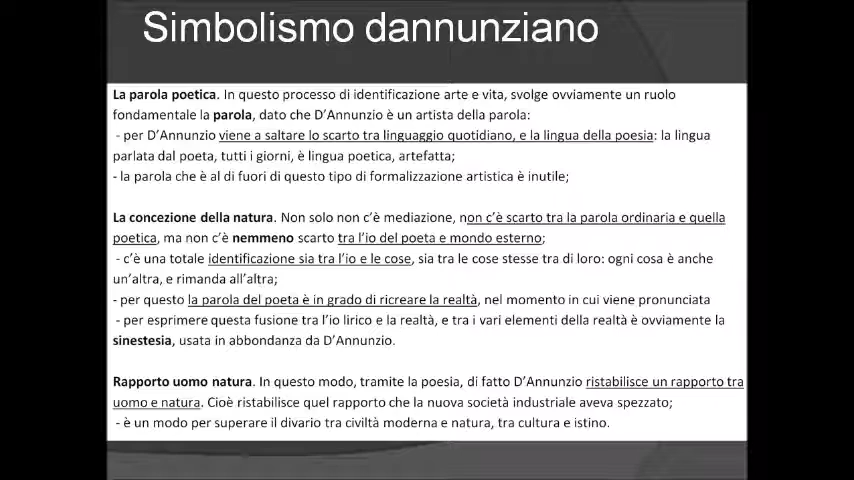 Simbolismo dannunziano
La parola poetica. In questo processo di identificazione arte e vita, svolge ovviamente un ruolo
fondamentale la parola, dato che D'Annunzio è un artista della parola:
- per D'Annunzio viene a saltare lo scarto tra linguaggio quotidiano, e la lingua della poesia: la lingua
parlata dal poeta, tutti i giorni, è lingua poetica, artefatta;
- la parola che è al di fuori di questo tipo di formalizzazione artistica è inutile;
La concezione della natura. Non solo non c'è mediazione, non c'è scarto tra la parola ordinaria e quella
poetica, ma non c'è nemmeno scarto tra l'io del poeta e mondo esterno;
- c'è una totale identificazione sia tra l'io e le cose, sia tra le cose stesse tra di loro: ogni cosa è anche
un'altra, e rimanda all'altra;
- per questo la parola del poeta è in grado di ricreare la realtà, nel momento in cui viene pronunciata
- per esprimere questa fusione tra l'io lirico e la realtà, e tra i vari elementi della realtà è ovviamente la
sinestesia, usata in abbondanza da D'Annunzio.
Rapporto uomo natura. In questo modo, tramite la poesia, di fatto D'Annunzio ristabilisce un rapporto tra
uomo e natura. Cioè ristabilisce quel rapporto che la nuova società industriale aveva spezzato;
- è un modo per superare il divario tra civiltà moderna e natura, tra cultura e istino.